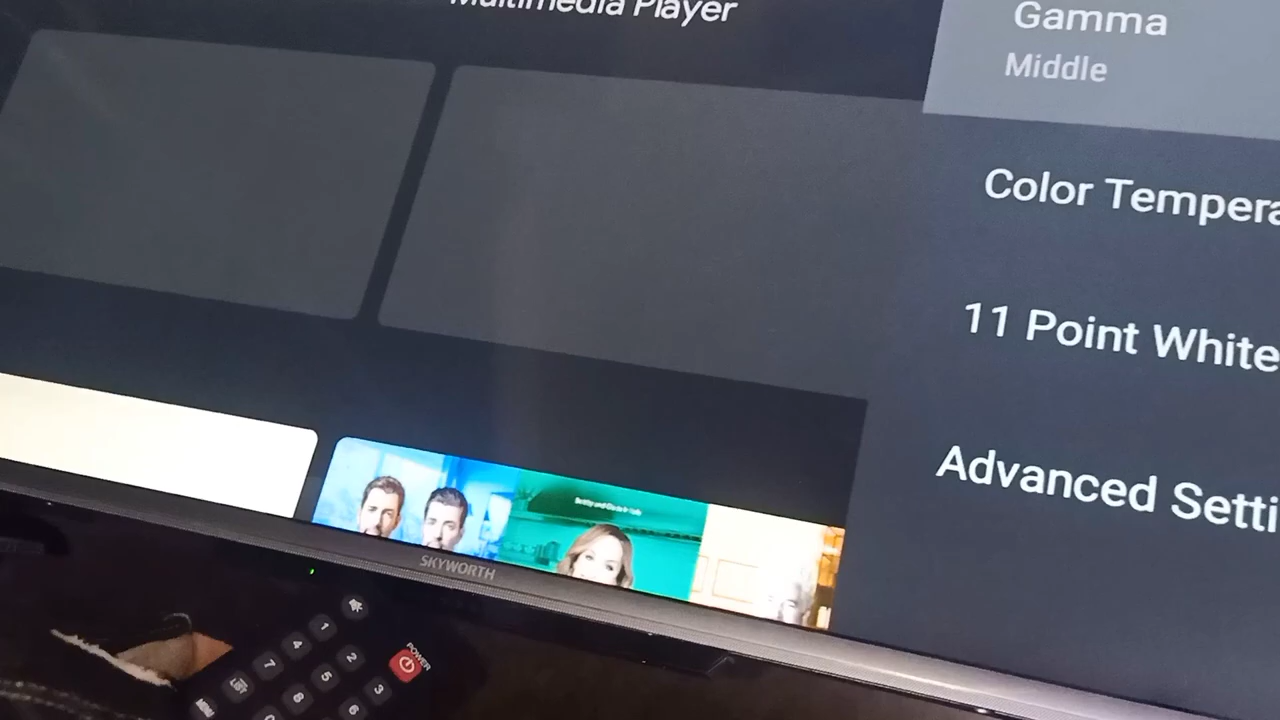 Multimedia Player
Gamma
Middle
Color Tempera
11 Point White
Advanced Setti
SKYWORTH
POWER
1
2
3
4
5
6
7
8
MENU